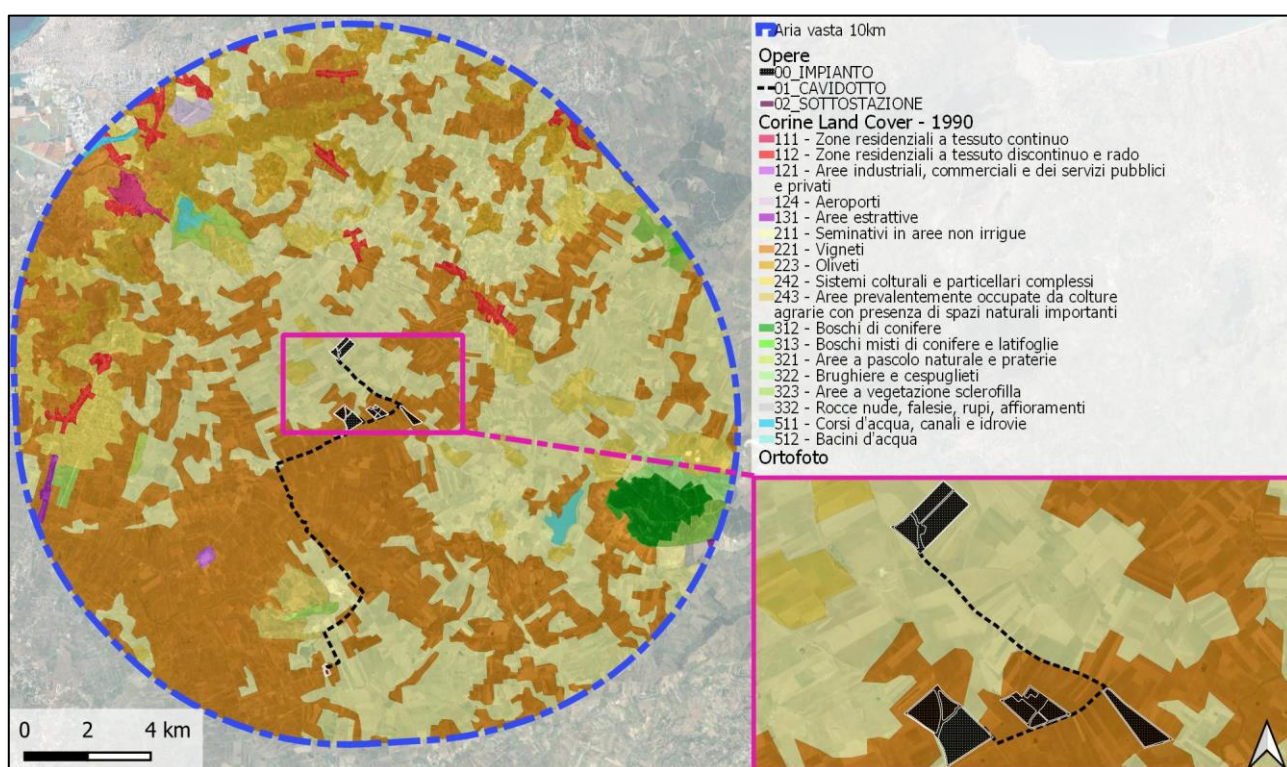 Aria vasta 10km
Opere
00_IMPIANTO
01_CAVIDOTTO
02_SOTTOSTAZIONE
Corine Land Cover - 1990
111 - Zone residenziali a tessuto continuo
112 - Zone residenziali a tessuto discontinuo e rado
121 - Aree industriali, commerciali e dei servizi pubblici
e privati
124 - Aeroporti
131 - Aree estrattive
211 - Seminativi in aree non irrigue
221 - Vigneti
223 - Oliveti
242 - Sistemi colturali e particellari complessi
243 - Aree prevalentemente occupate da colture
agrarie con presenza di spazi naturali importanti
312 - Boschi di conifere
313 - Boschi misti di conifere e latifoglie
321 - Aree a pascolo naturale e praterie
322 - Brughiere e cespuglieti
323 - Aree a vegetazione sclerofilla
332 - Rocce nude, falesie, rupi, affioramenti
511 - Corsi d'acqua, canali e idrovie
512 - Bacini d'acqua
Ortofoto
0 2 4 km